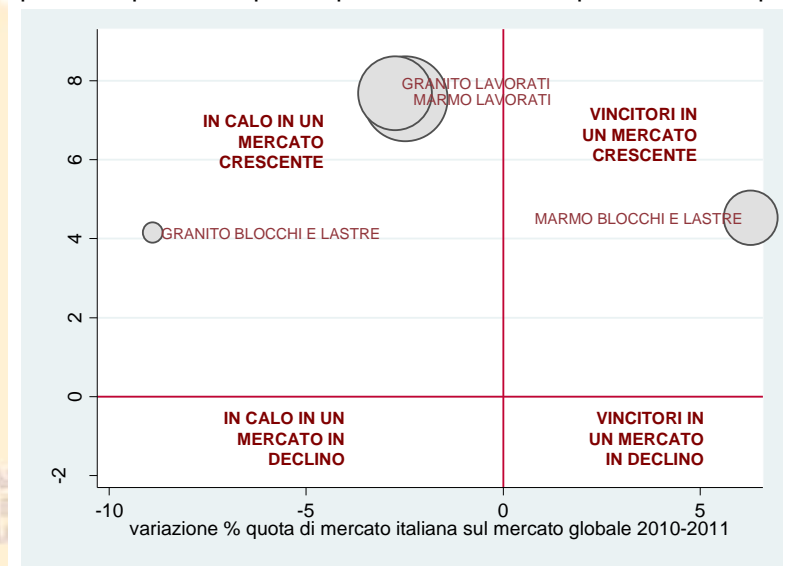 8
GRANITO LAVORATI
MARMO LAVORATI
IN CALO IN UN
MERCATO
CRESCENTE
VINCITORI IN
UN MERCATO
CRESCENTE
6
MARMO BLOCCHI E LASTRE
GRANITO BLOCCHI E LASTRE
4
2
0
IN CALO IN UN
MERCATO IN
DECLINO
VINCITORI IN
UN MERCATO
IN DECLINO
-2
-10 -5 0 5
variazione % quota di mercato italiana sul mercato globale 2010-2011